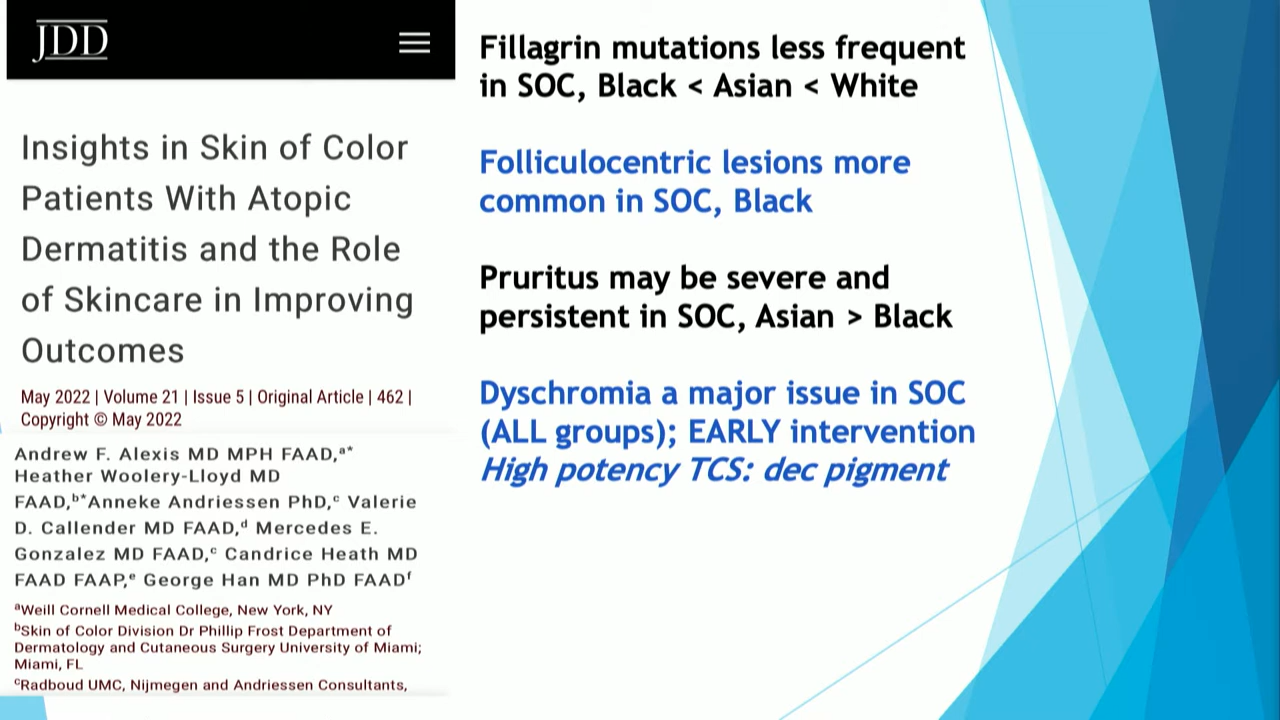 JDD
Insights in Skin of Color
Patients With Atopic
Dermatitis and the Role
of Skincare in Improving
Outcomes
May 2022 | Volume 21 | Issue 5 | Original Article | 462 |
Copyright © May 2022
Andrew F. Alexis MD MPH FAAD,ᵃ*
Heather Woolery-Lloyd MD
FAAD,ᵇ*Anneke Andriessen PhD,ᶜ Valerie
D. Callender MD FAAD,ᵈ Mercedes E.
Gonzalez MD FAAD,ᶜ Candrice Heath MD
FAAD FAAP,ᵉ George Han MD PhD FAADᶠ
ᵃWeill Cornell Medical College, New York, NY
ᵇSkin of Color Division Dr Phillip Frost Department of
Dermatology and Cutaneous Surgery University of Miami;
Miami, FL
ᶜRadboud UMC, Nijmegen and Andriessen Consultants,
Fillagrin mutations less frequent
in SOC, Black < Asian < White
Folliculocentric lesions more
common in SOC, Black
Pruritus may be severe and
persistent in SOC, Asian > Black
Dyschromia a major issue in SOC
(ALL groups); EARLY intervention
High potency TCS: dec pigment